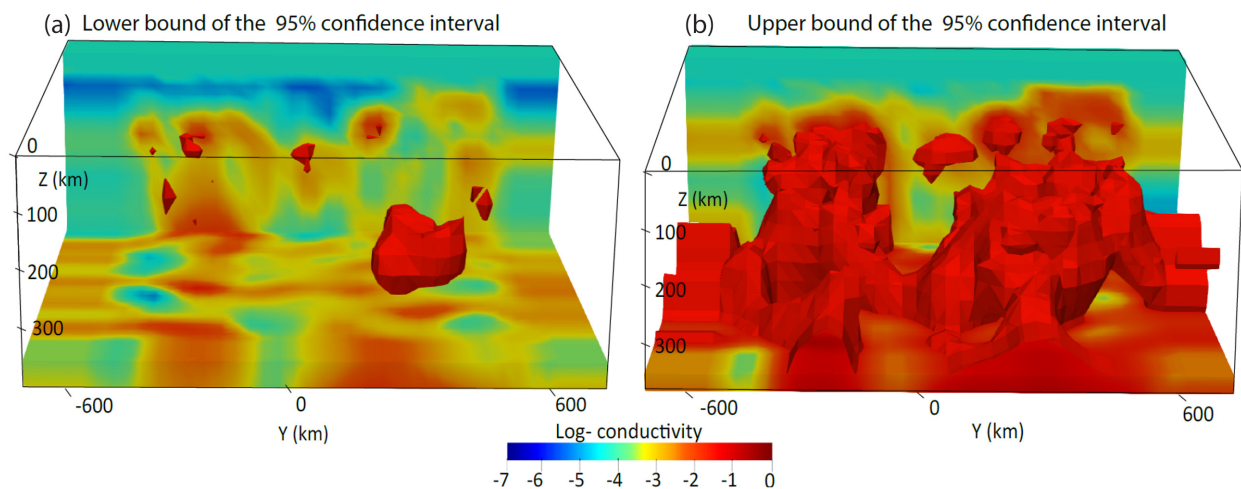 (a) Lower bound of the 95% confidence interval
0
Z (km)
100
200
300
-600
0
600
Y (km)
(b) Upper bound of the 95% confidence interval
0
Z (km)
100
200
300
-600
0
600
Y (km)
Log- conductivity
-7 -6 -5 -4 -3 -2 -1 0